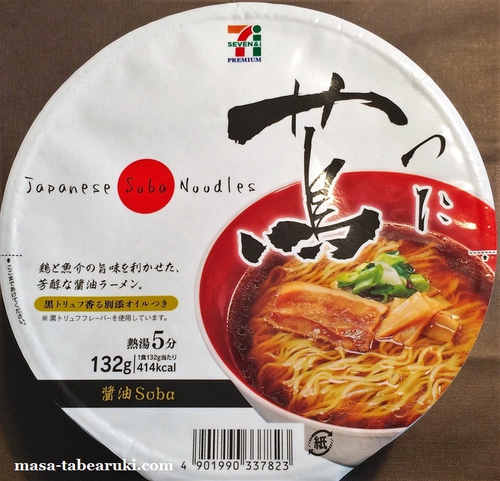 SEVEN&i
PREMIUM
蔦
つた
Japanese Soba Noodles
鶏と魚介の旨味を利かせた、
芳醇な醤油ラーメン。
黒トリュフ香る別添オイルつき
※黒トリュフフレーバーを使用しています。
熱湯5分
132g
1食132g当たり
414kcal
醤油Soba
紙
4 901990 337823
masa-tabearuki.com